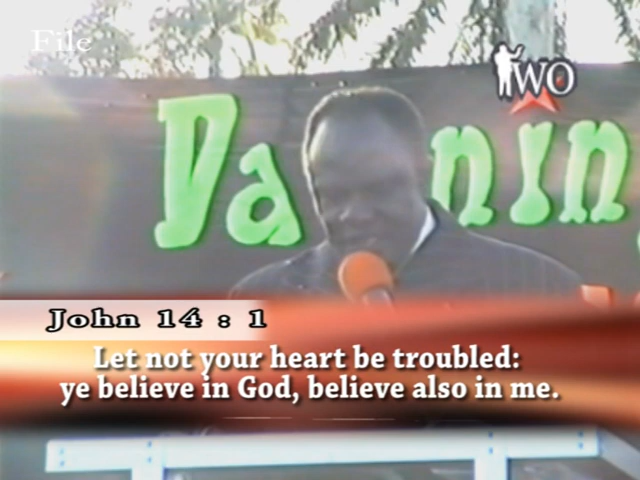 File
WO
Da nin
John 14 : 1
Let not your heart be troubled:
ye believe in God, believe also in me.